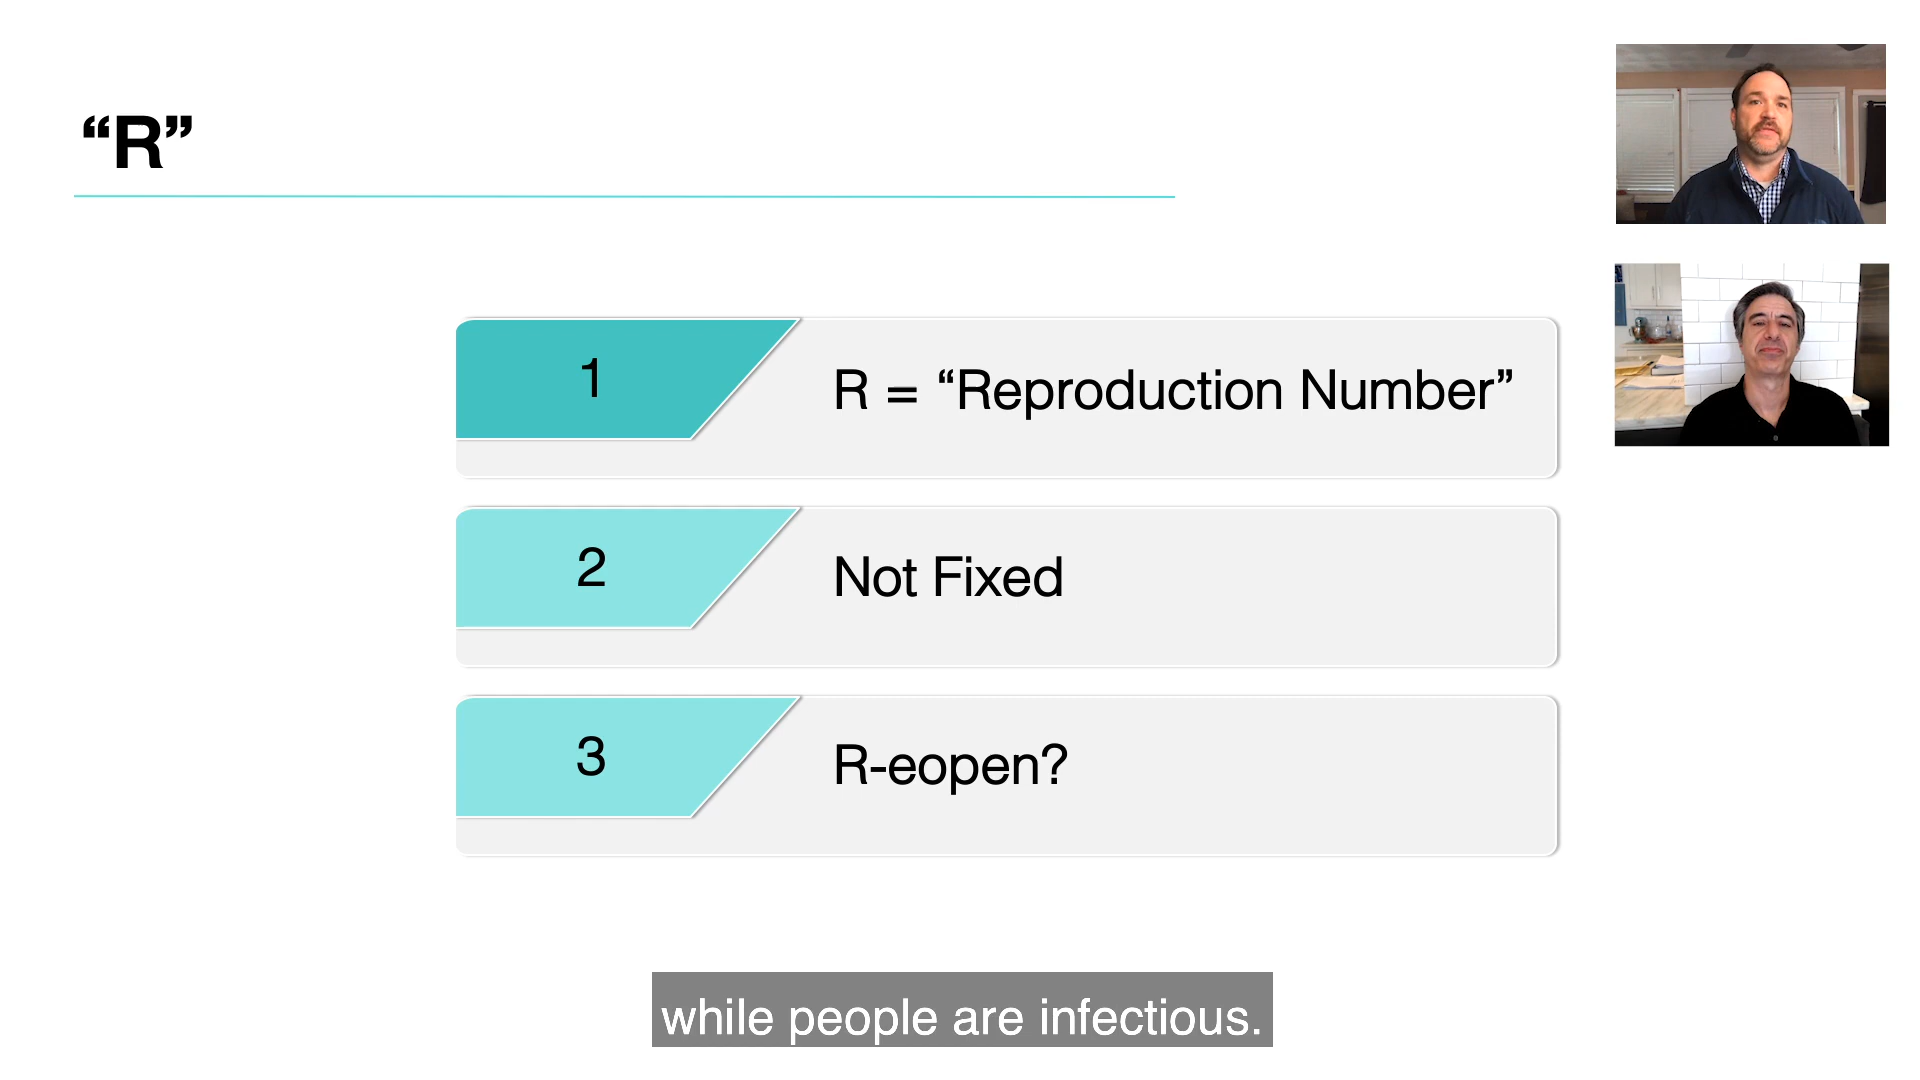 “R”
1
R = “Reproduction Number”
2
Not Fixed
3
R-eopen?
while people are infectious.